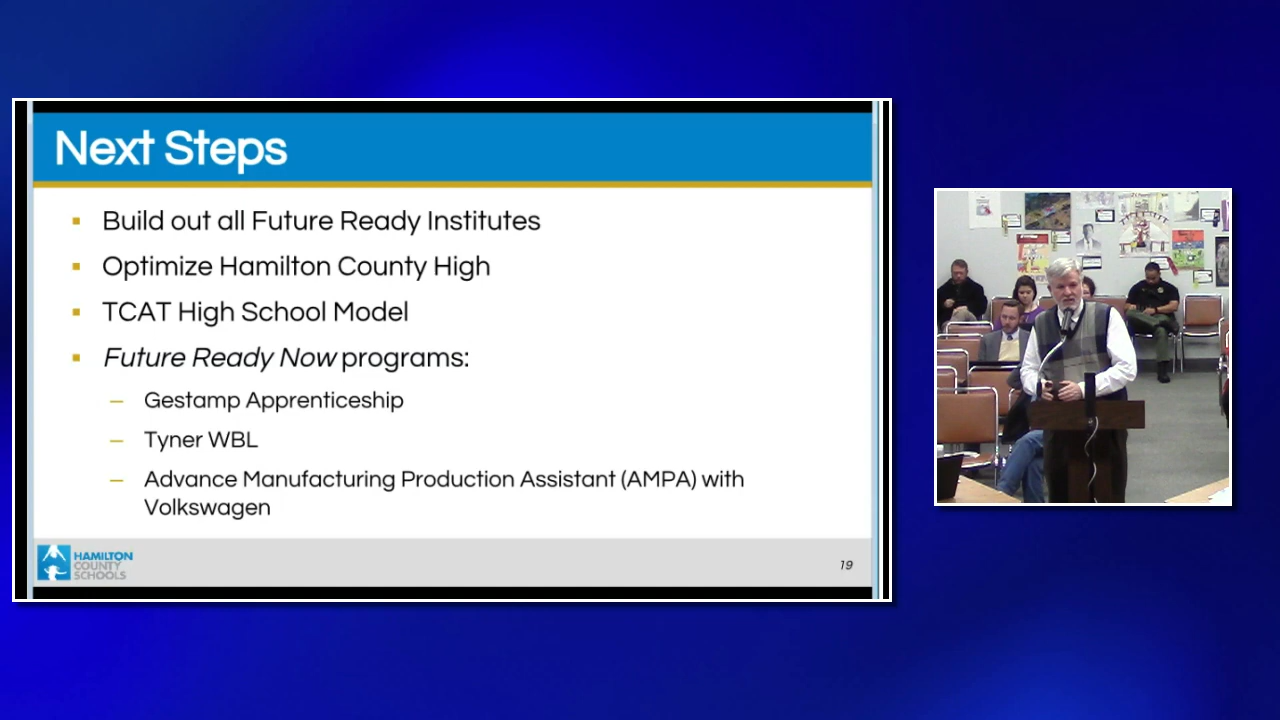 Next Steps
Build out all Future Ready Institutes
Optimize Hamilton County High
TCAT High School Model
Future Ready Now programs:
– Gestamp Apprenticeship
– Tyner WBL
– Advance Manufacturing Production Assistant (AMPA) with
Volkswagen
HAMILTON
COUNTY
SCHOOLS
19